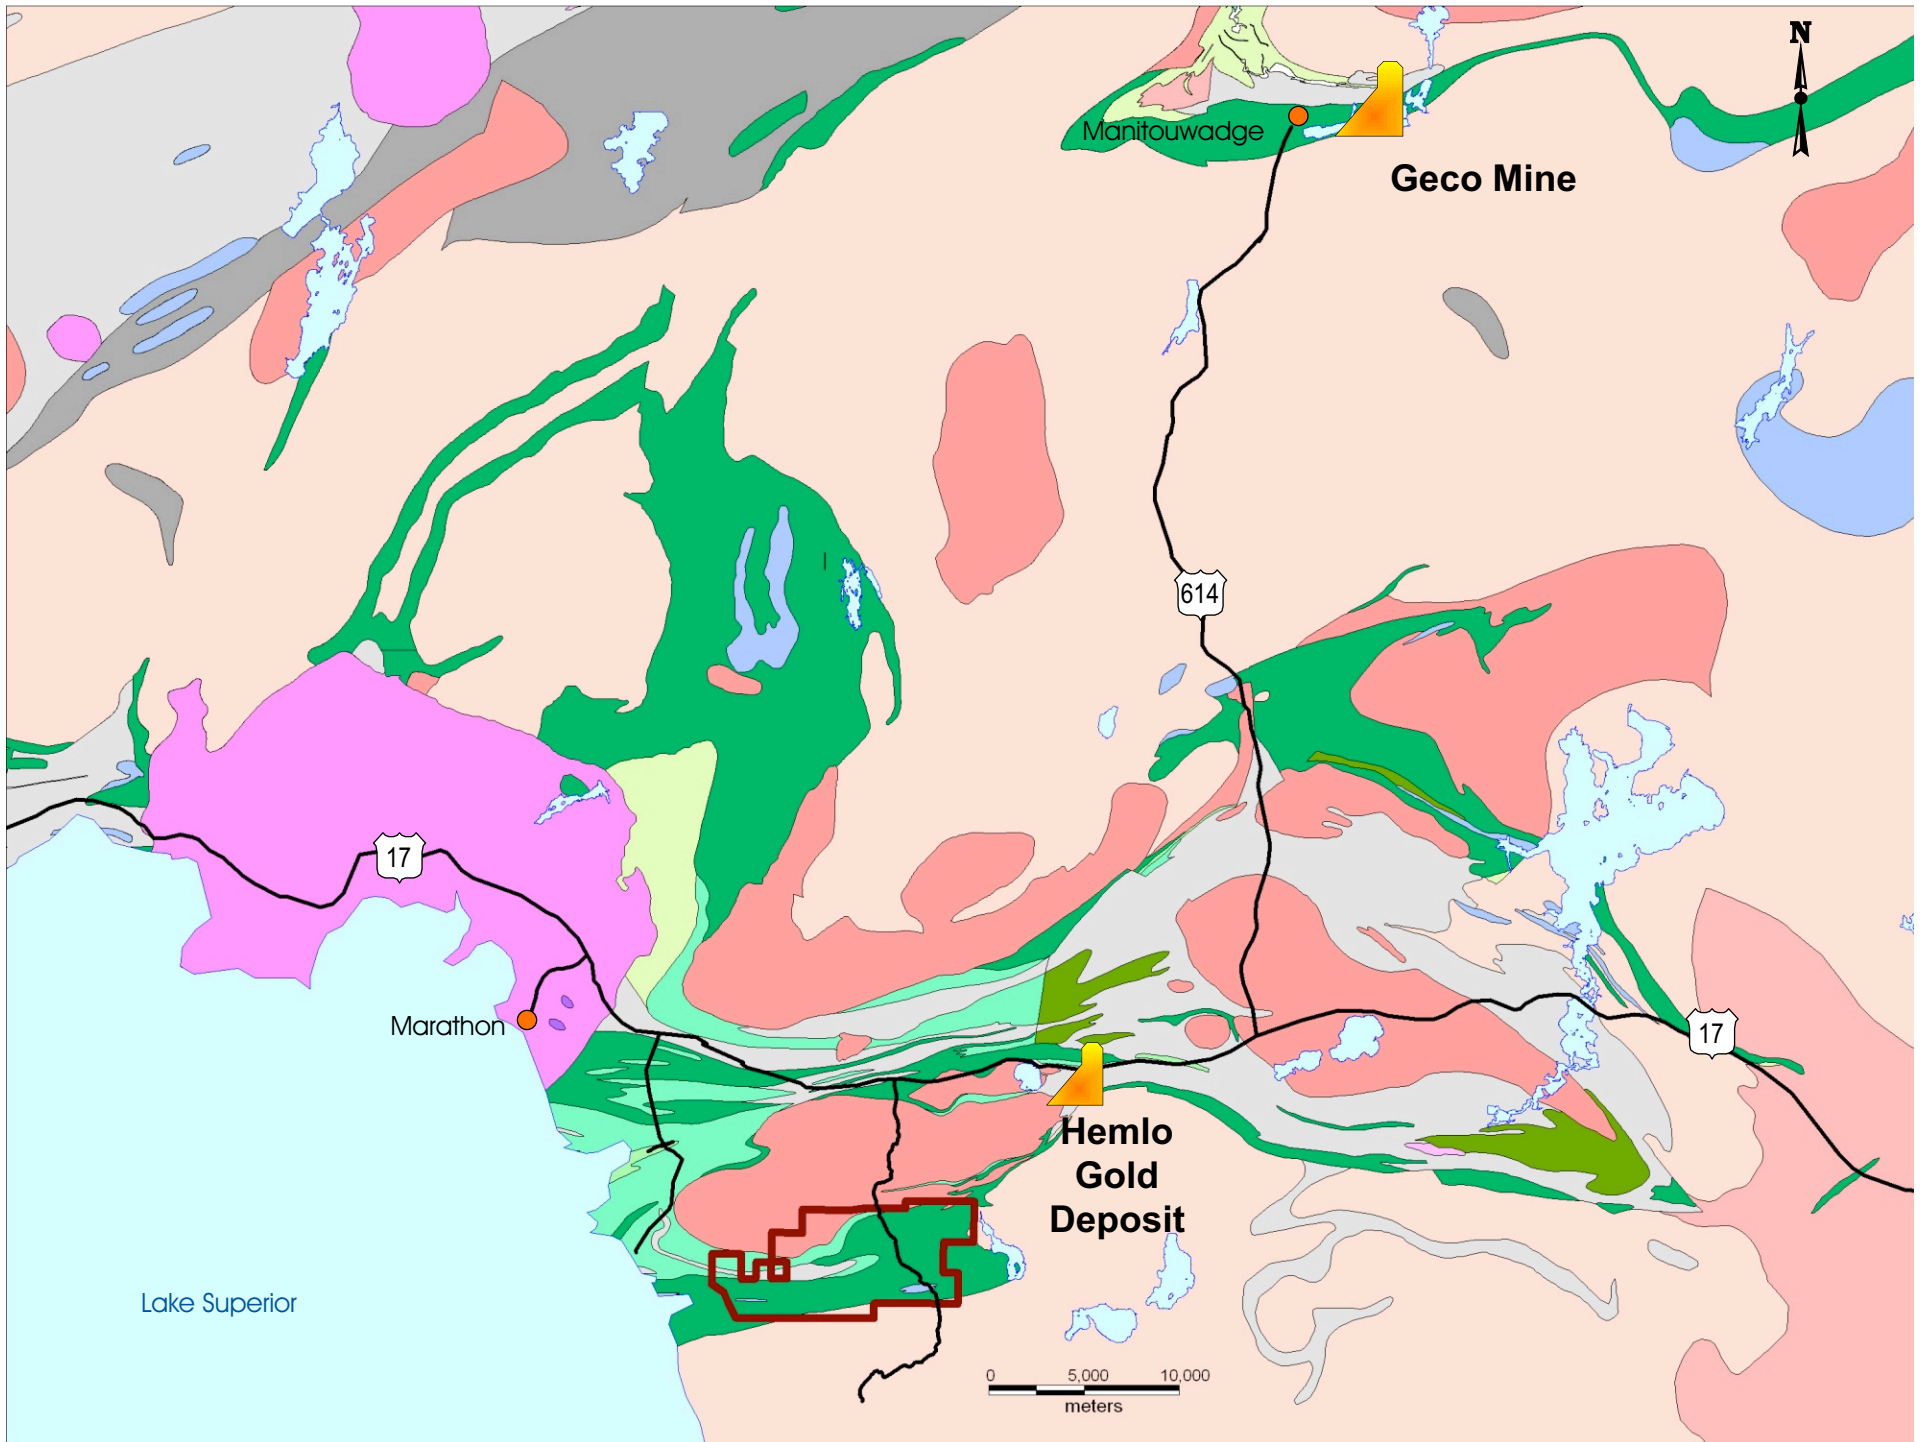 N
Manitouwadge
Geco Mine
614
17
Marathon
17
Hemlo
Gold
Deposit
Lake Superior
0 5,000 10,000
meters